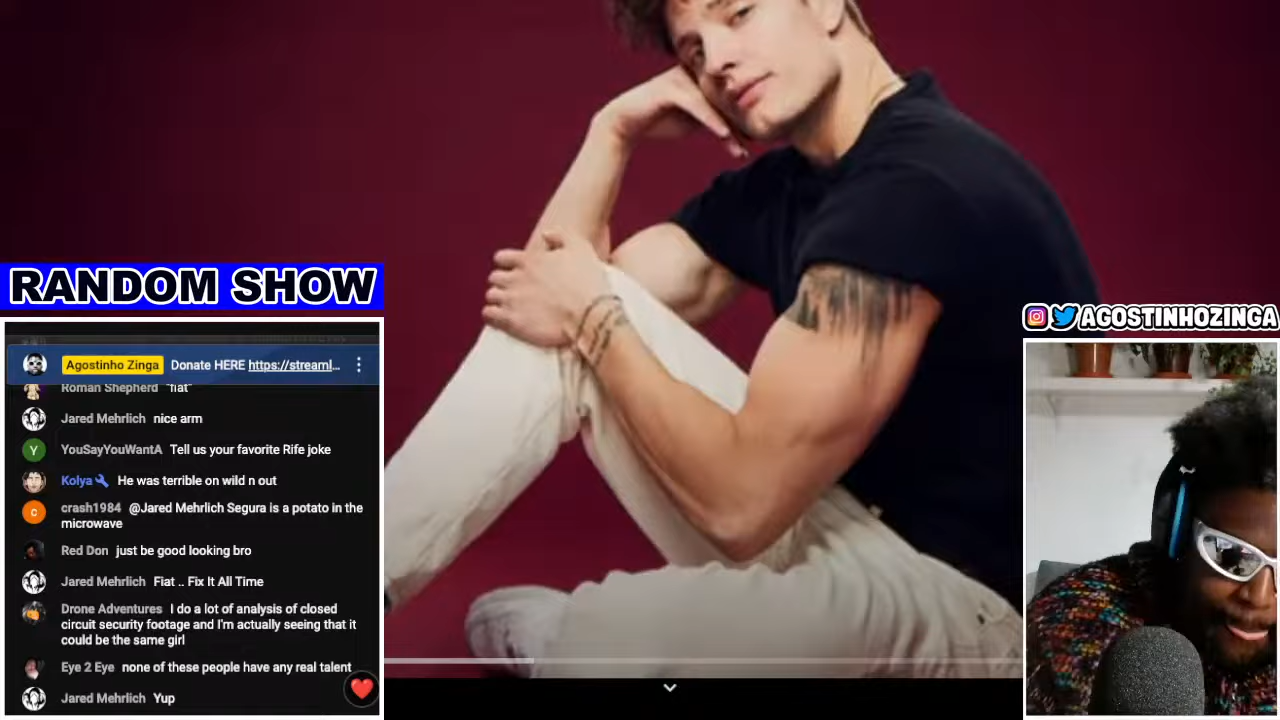 RANDOM SHOW
AGOSTINHOZINGA
Agostinho Zinga Donate HERE https://streaml...
Roman Shepherd "fiat"
Jared Mehrlich nice arm
Y YouSayYouWantA Tell us your favorite Rife joke
Kolya He was terrible on wild n out
c crash1984 @Jared Mehrlich Segura is a potato in the
microwave
Red Don just be good looking bro
Jared Mehrlich Fiat .. Fix It All Time
Drone Adventures I do a lot of analysis of closed
circuit security footage and I'm actually seeing that it
could be the same girl
Eye 2 Eye none of these people have any real talent
Jared Mehrlich Yup